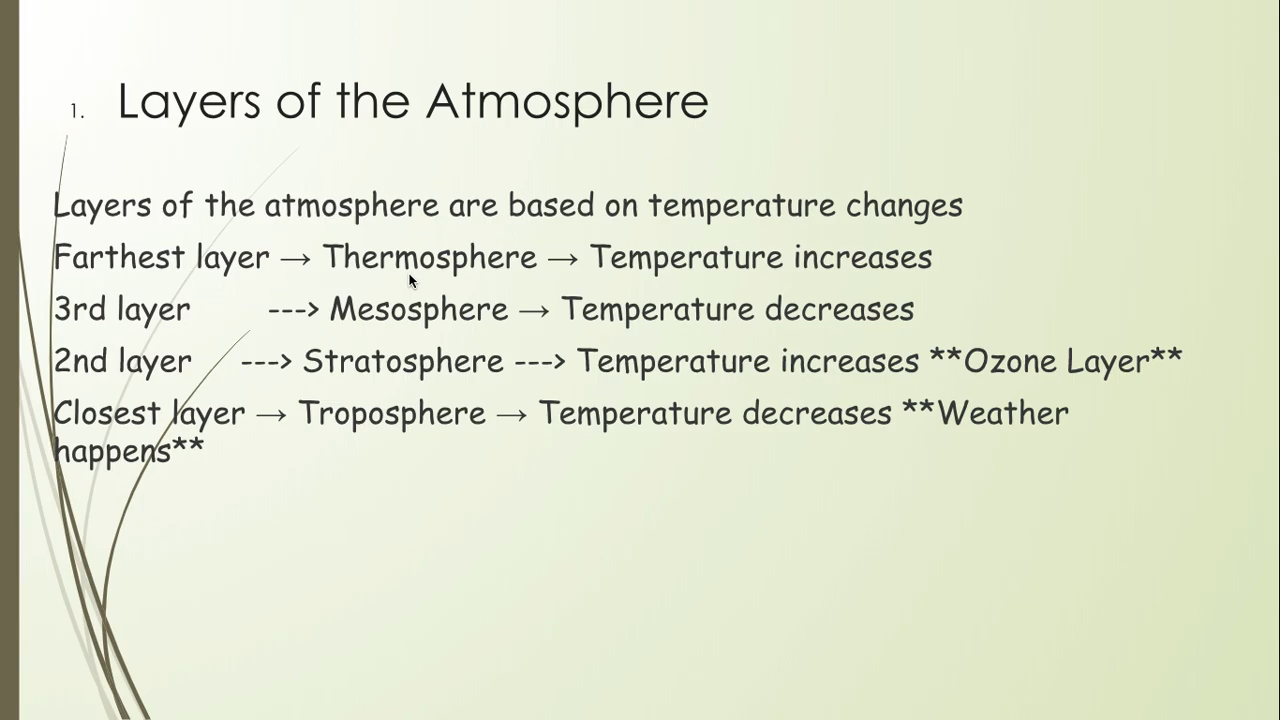 1. Layers of the Atmosphere
Layers of the atmosphere are based on temperature changes
Farthest layer → Thermosphere → Temperature increases
3rd layer ---> Mesosphere → Temperature decreases
2nd layer ---> Stratosphere ---> Temperature increases **Ozone Layer**
Closest layer → Troposphere → Temperature decreases **Weather
happens**